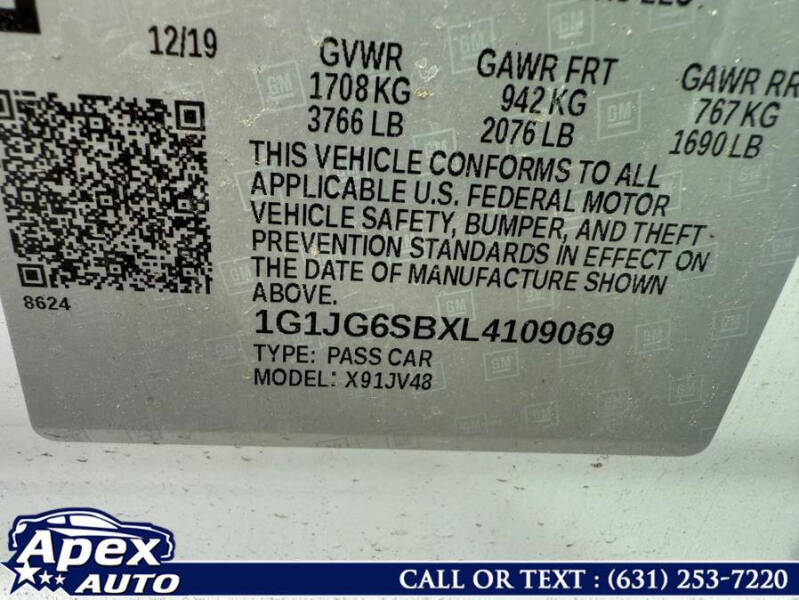 12/19
GVWR
1708 KG
3766 LB
GAWR FRT
942 KG
2076 LB
GAWR RR
767 KG
1690 LB
THIS VEHICLE CONFORMS TO ALL
APPLICABLE U.S. FEDERAL MOTOR
VEHICLE SAFETY, BUMPER, AND THEFT
PREVENTION STANDARDS IN EFFECT ON
THE DATE OF MANUFACTURE SHOWN
ABOVE.
8624
1G1JG6SBXL4109069
TYPE: PASS CAR
MODEL: X91JV48
GM
Apex
AUTO
CALL OR TEXT : (631) 253-7220